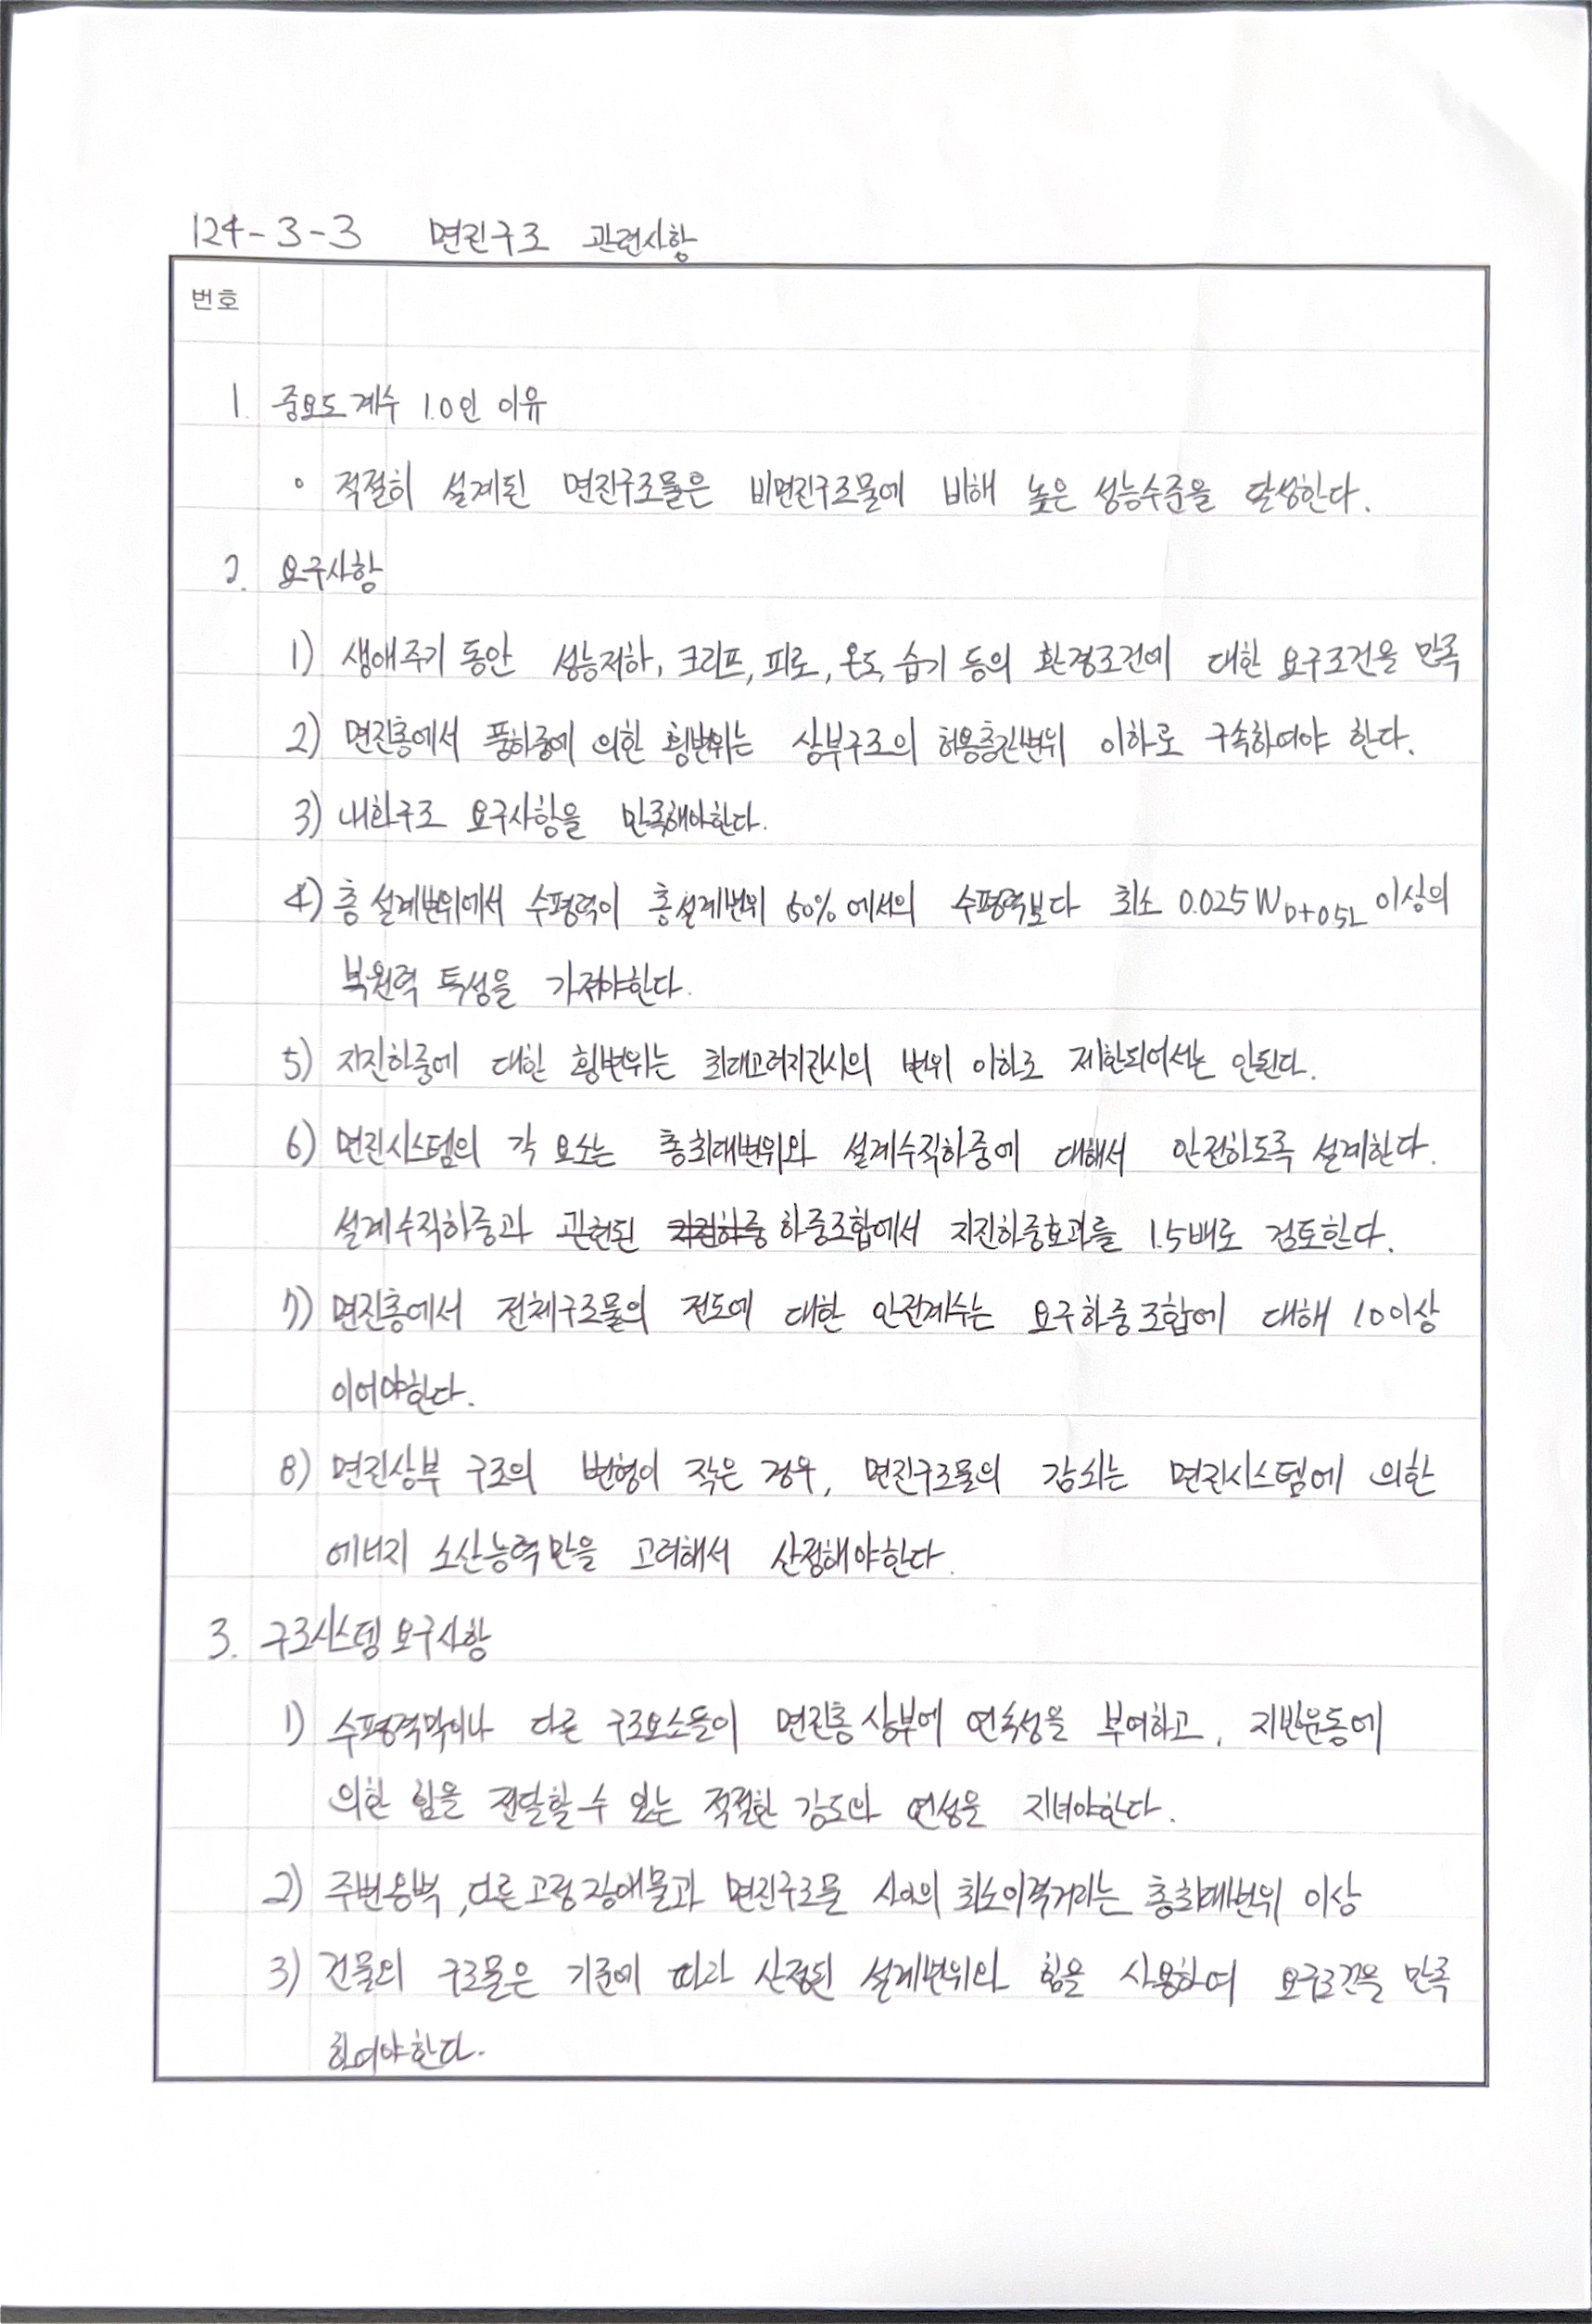 124-3-3 면진구조 관련사항
번호
1. 중요도계수 1.0인 이유
◦ 적절히 설계된 면진구조물은 비면진구조물에 비해 높은 성능수준을 달성한다.
2. 요구사항
1) 생애주기 동안 성능저하, 크리프, 피로, 온도, 습기 등의 환경조건에 대한 요구조건을 만족
2) 면진층에서 풍하중에 의한 횡변위는 상부구조의 허용층간변위 이하로 구속하여야 한다.
3) 내화구조 요구사항을 만족해야한다.
4) 총설계변위에서 수평력이 총설계변위 50%에서의 수평력보다 최소 0.025W_{D+0.5L} 이상의
복원력 특성을 가져야한다.
5) 지진하중에 대한 횡변위는 최대고려지진시의 변위 이하로 제한되어서는 안된다.
6) 면진시스템의 각 요소는 총최대변위와 설계수직하중에 대해서 안전하도록 설계한다.
설계수직하중과 관련된 하중조합에서 지진하중효과를 1.5배로 검토한다.
7) 면진층에서 전체구조물의 전도에 대한 안전계수는 요구하중조합에 대해 1.0이상
이어야한다.
8) 면진상부 구조의 변형이 작은 경우, 면진구조물의 감쇠는 면진시스템에 의한
에너지 소산능력만을 고려해서 산정해야한다.
3. 구조시스템 요구사항
1) 수평격막이나 다른 구조요소들이 면진층 상부에 연속성을 부여하고, 지반운동에
의한 힘을 전달할 수 있는 적절한 강도와 연성을 지녀야한다.
2) 주변옹벽, 다른 고정장애물과 면진구조물 사이의 최소이격거리는 총최대변위 이상
3) 건물외 구조물은 기준에 따라 산정된 설계변위와 힘을 사용하여 요구조건을 만족
하여야한다.